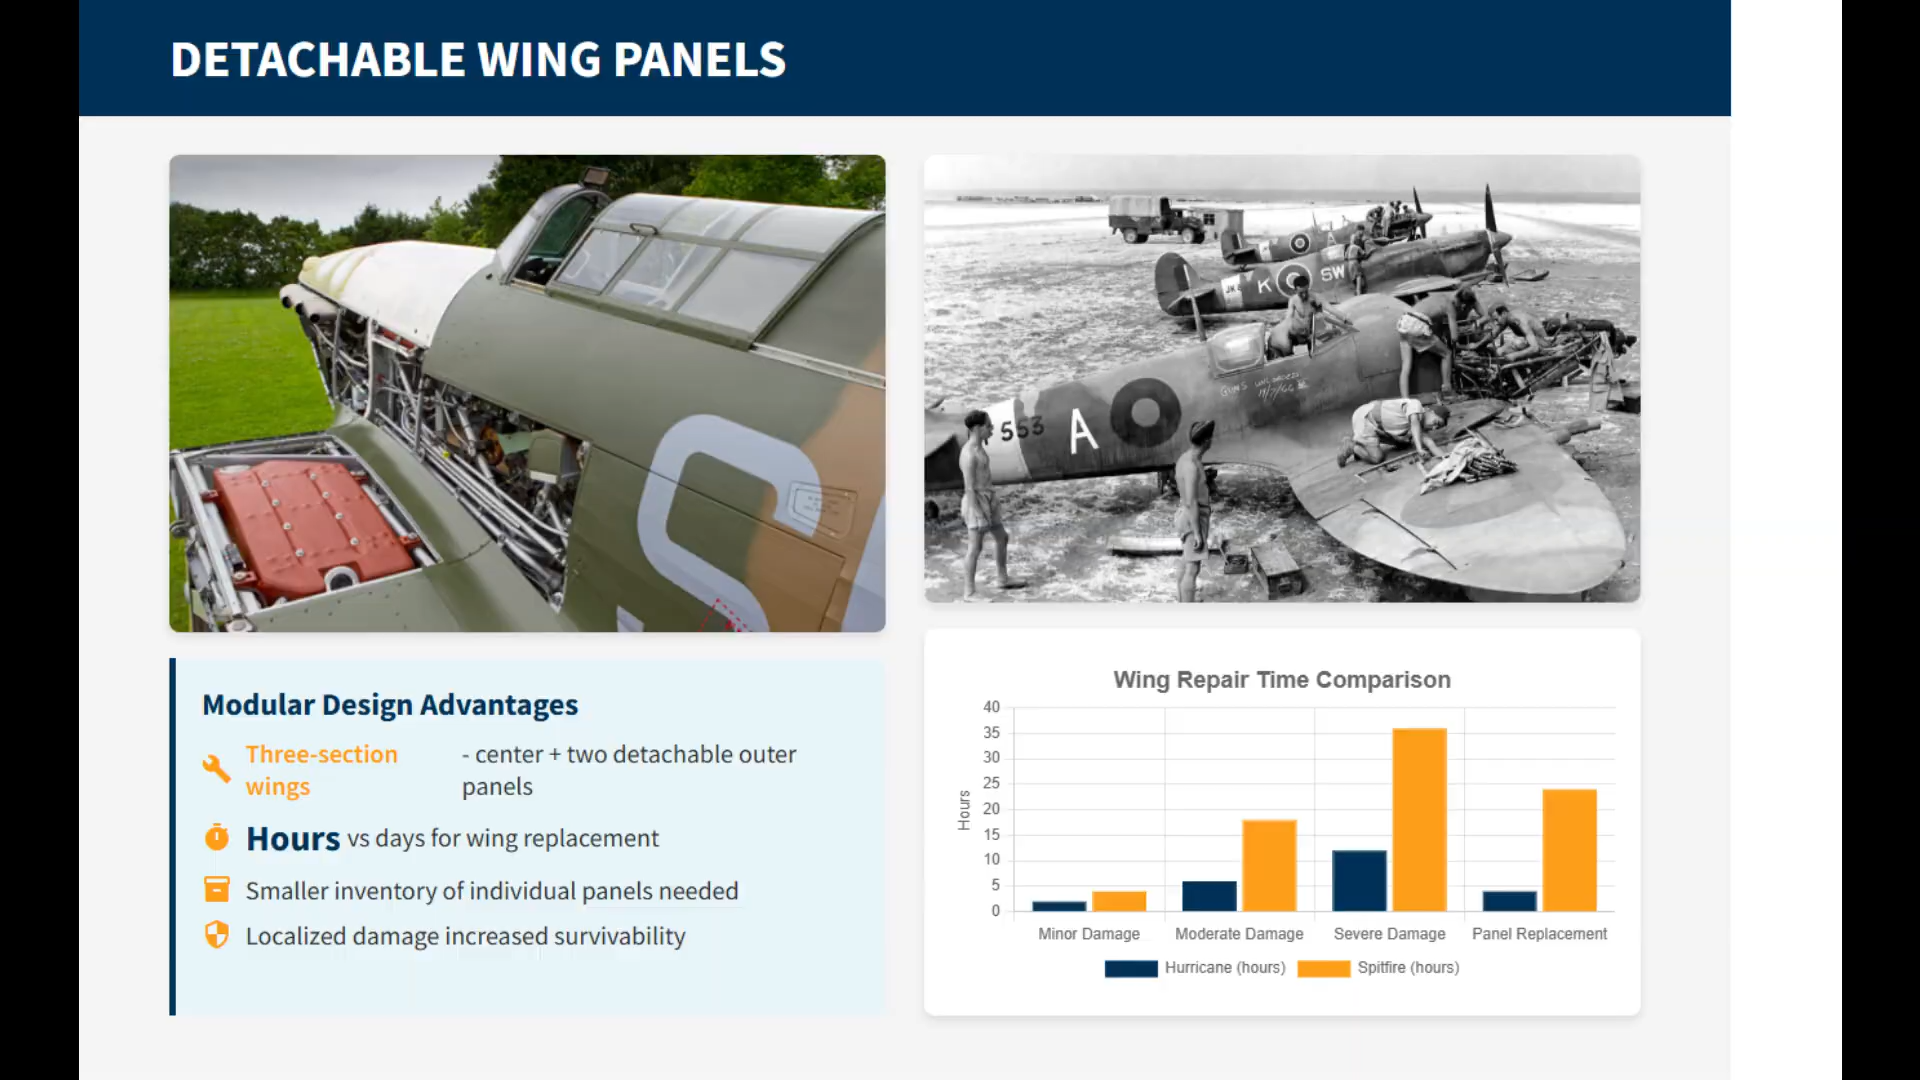 DETACHABLE WING PANELS
A
K
SW
553
A
GUNS
Modular Design Advantages
Three-section wings
- center + two detachable outer panels
Hours vs days for wing replacement
Smaller inventory of individual panels needed
Localized damage increased survivability
Wing Repair Time Comparison
Hours
40
35
30
25
20
15
10
5
0
Minor Damage
Moderate Damage
Severe Damage
Panel Replacement
Hurricane (hours)
Spitfire (hours)